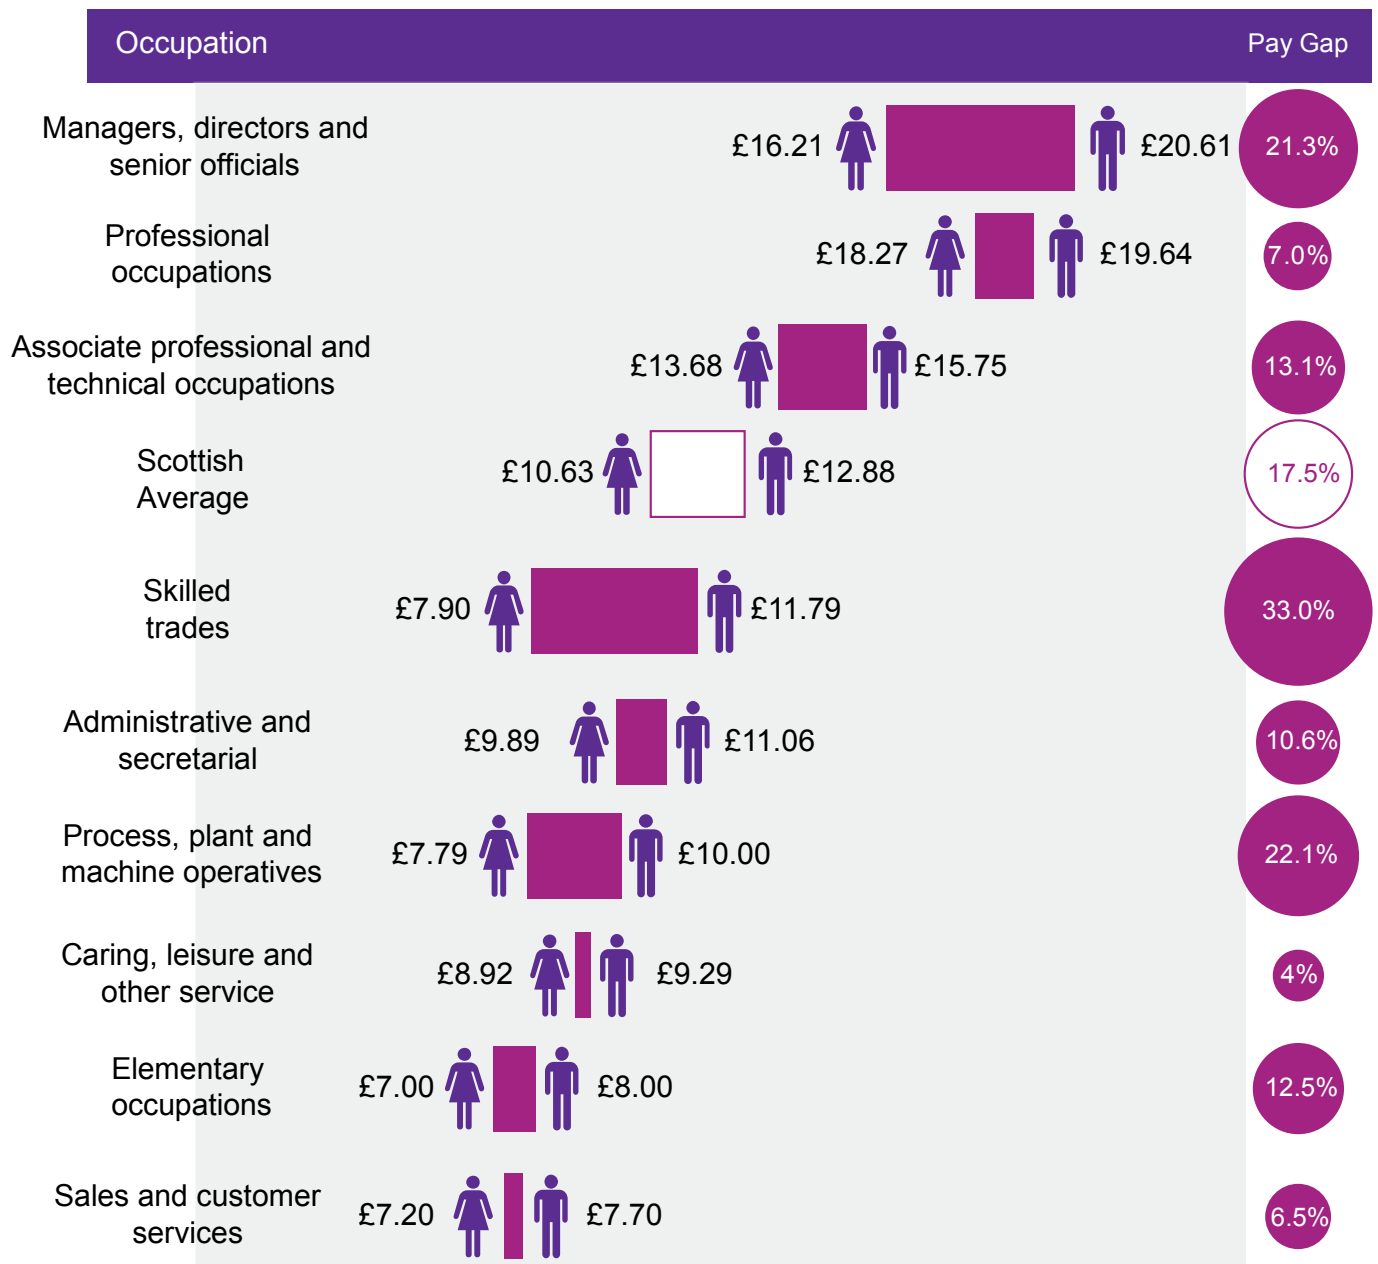 Occupation Pay Gap
Managers, directors and
senior officials
£16.21 £20.61 21.3%
Professional
occupations
£18.27 £19.64 7.0%
Associate professional and
technical occupations
£13.68 £15.75 13.1%
Scottish
Average
£10.63 £12.88 17.5%
Skilled
trades
£7.90 £11.79 33.0%
Administrative and
secretarial
£9.89 £11.06 10.6%
Process, plant and
machine operatives
£7.79 £10.00 22.1%
Caring, leisure and
other service
£8.92 £9.29 4%
Elementary
occupations
£7.00 £8.00 12.5%
Sales and customer
services
£7.20 £7.70 6.5%